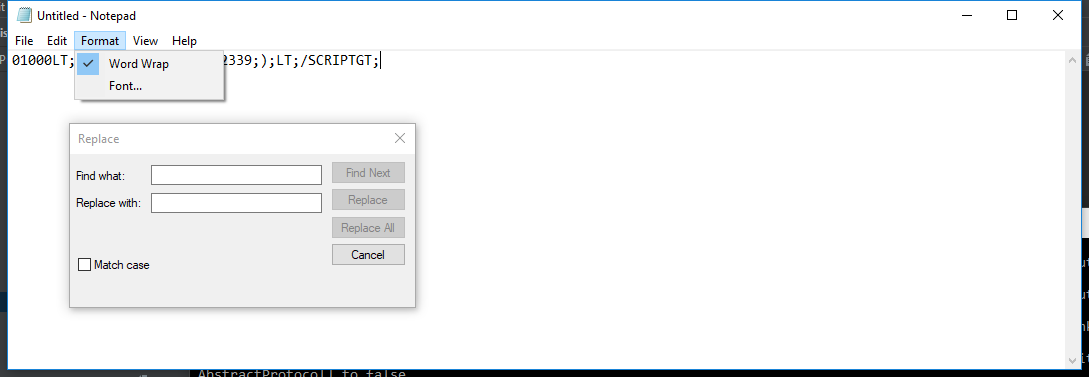 Untitled - Notepad
File Edit Format View Help
01000LT; 2339;);LT;/SCRIPTGT;
Word Wrap
Font...
Replace
Find what:
Find Next
Replace with:
Replace
Replace All
Cancel
Match case
AbstractProtocol] to false